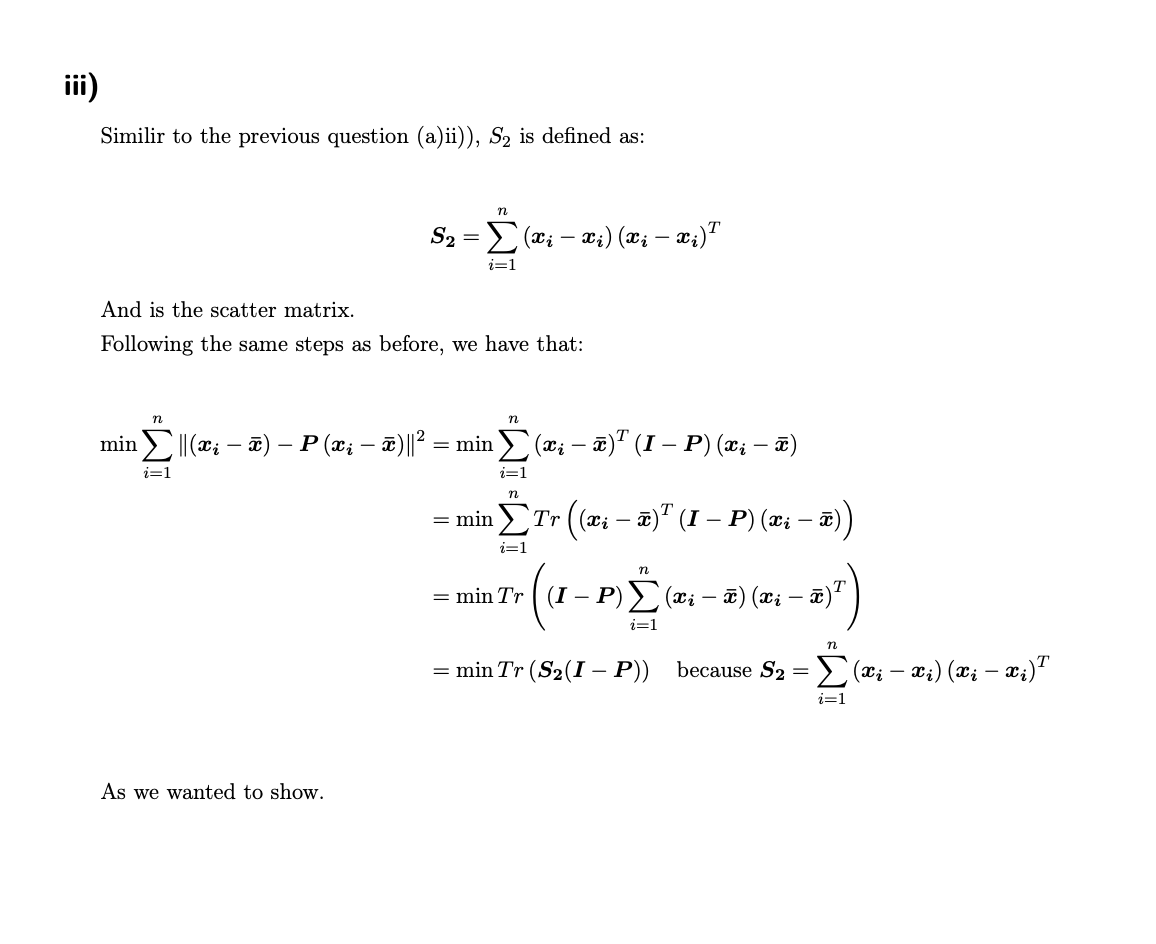 iii)
Similir to the previous question (a)ii)), $S_2$ is defined as:
$$\boldsymbol{S_2} = \sum_{i=1}^{n} (\boldsymbol{x_i} - \boldsymbol{x_i}) (\boldsymbol{x_i} - \boldsymbol{x_i})^T$$
And is the scatter matrix.
Following the same steps as before, we have that:
$$\min \sum_{i=1}^{n} \|(\boldsymbol{x_i} - \bar{\boldsymbol{x}}) - \boldsymbol{P} (\boldsymbol{x_i} - \bar{\boldsymbol{x}})\|^2 = \min \sum_{i=1}^{n} (\boldsymbol{x_i} - \bar{\boldsymbol{x}})^T (\boldsymbol{I} - \boldsymbol{P}) (\boldsymbol{x_i} - \bar{\boldsymbol{x}})$$
$$= \min \sum_{i=1}^{n} Tr \left( (\boldsymbol{x_i} - \bar{\boldsymbol{x}})^T (\boldsymbol{I} - \boldsymbol{P}) (\boldsymbol{x_i} - \bar{\boldsymbol{x}}) \right)$$
$$= \min Tr \left( (\boldsymbol{I} - \boldsymbol{P}) \sum_{i=1}^{n} (\boldsymbol{x_i} - \bar{\boldsymbol{x}}) (\boldsymbol{x_i} - \bar{\boldsymbol{x}})^T \right)$$
$$= \min Tr (\boldsymbol{S_2}(\boldsymbol{I} - \boldsymbol{P})) \quad \text{because } \boldsymbol{S_2} = \sum_{i=1}^{n} (\boldsymbol{x_i} - \boldsymbol{x_i}) (\boldsymbol{x_i} - \boldsymbol{x_i})^T$$
As we wanted to show.